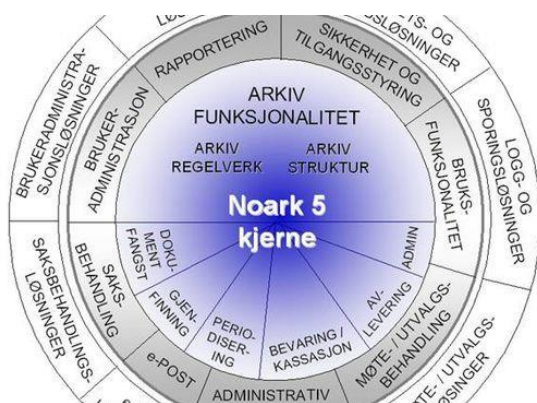 RAPPORTERING
SIKKERHET OG
TILGANGSSTYRING
BRUKERADMINISTRA-
SJONSLØSNINGER
BRUKER-
ADMINISTRASJON
ARKIV
FUNKSJONALITET
ARKIV
REGELVERK
ARKIV
STRUKTUR
BRUKS-
FUNKSJONALITET
LOGG- OG
SPORINGSLØSNINGER
Noark 5
kjerne
SAKSBEHANDLINGS-
LØSNINGER
SAKS-
BEHANDLING
DOKU-
MENT
FANGST
GJEN-
FINNING
PERIO-
DISER-
ING
BEVARING /
KASSASJON
AV-
LEVERING
ADMIN
MØTE- / UTVALGS-
BEHANDLING
e-POST
ADMINISTRATIV